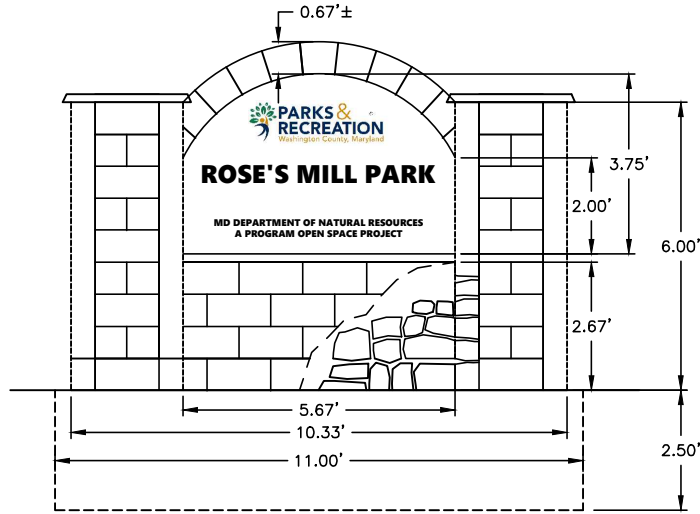 0.67'±
PARKS &
RECREATION
Washington County, Maryland
ROSE'S MILL PARK
3.75'
2.00'
MD DEPARTMENT OF NATURAL RESOURCES
A PROGRAM OPEN SPACE PROJECT
6.00'
2.67'
5.67'
10.33'
2.50'
11.00'